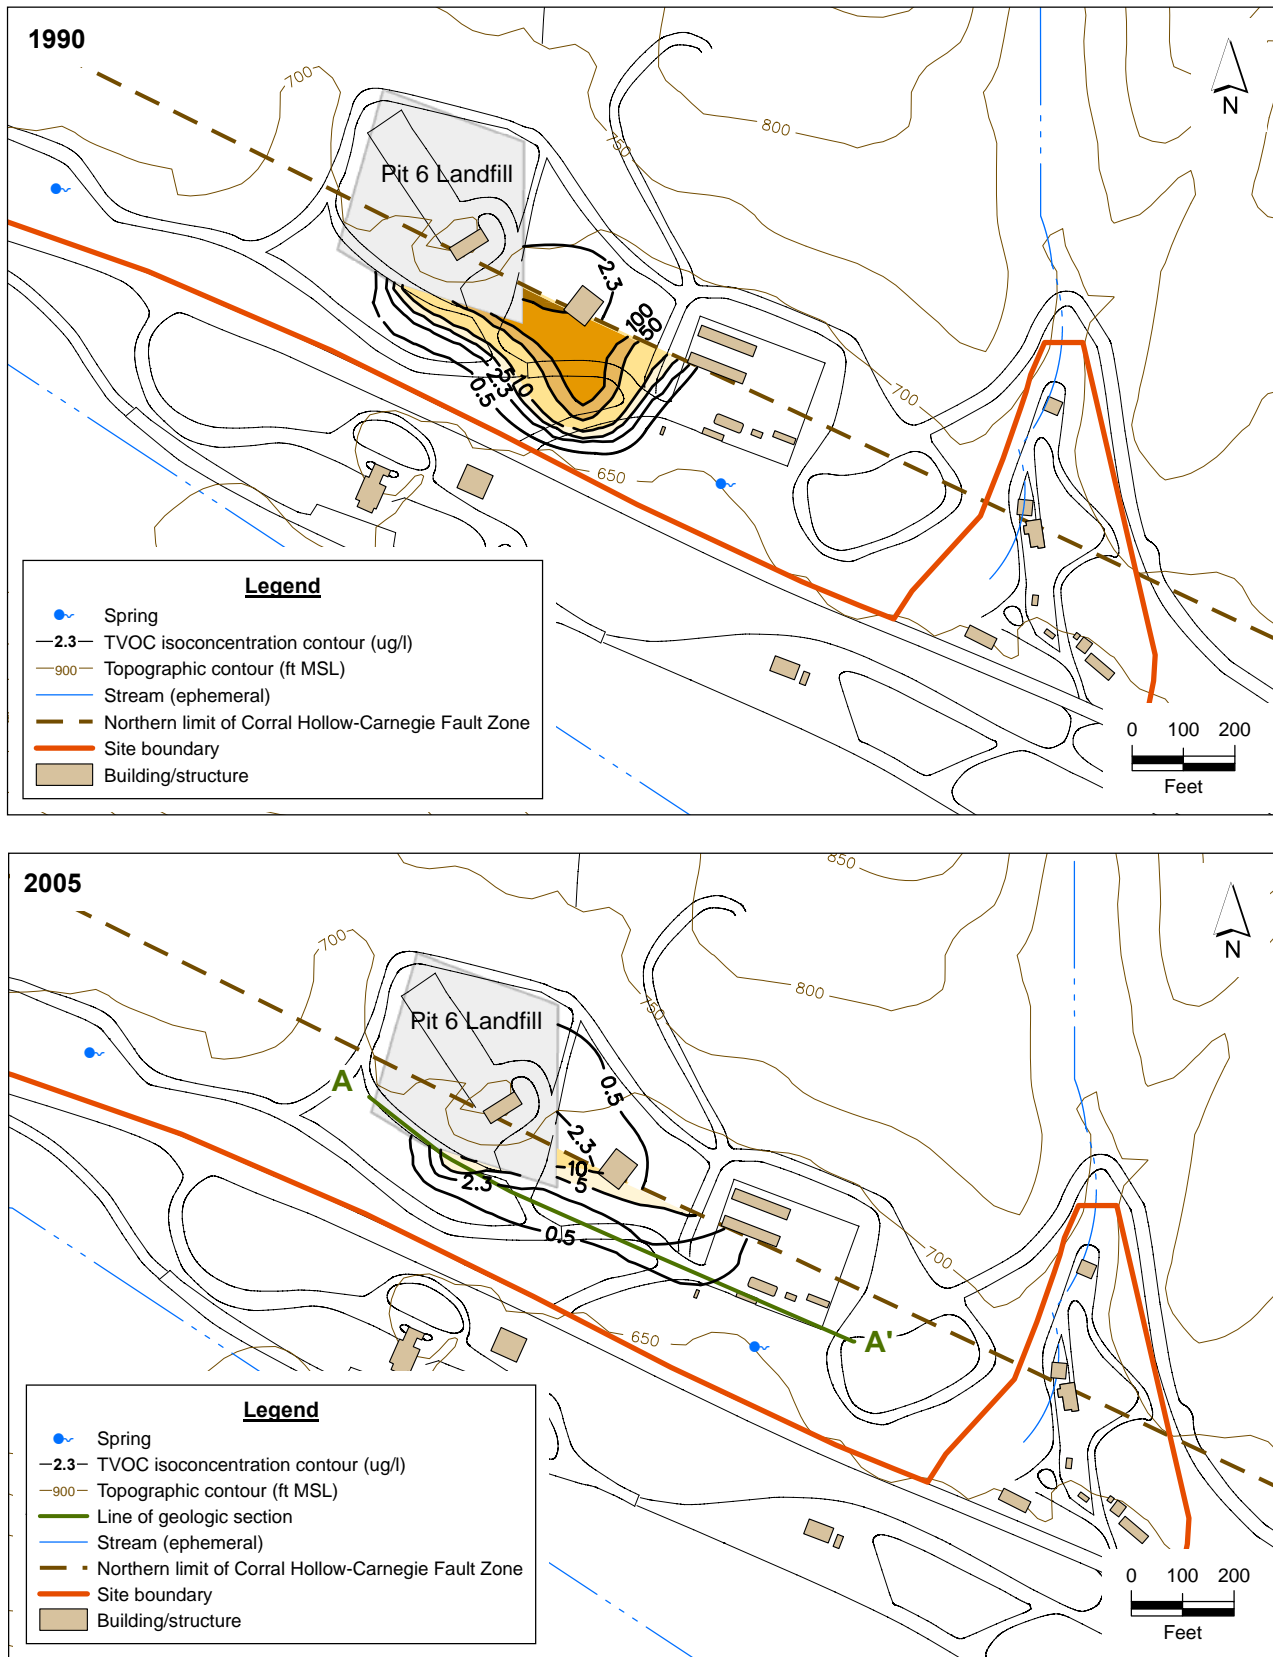 1990
700
800
750
N
Pit 6 Landfill
2.3
100
50
5 10
2.3
0.5
700
650
Legend
Spring
2.3 TVOC isoconcentration contour (ug/l)
900 Topographic contour (ft MSL)
Stream (ephemeral)
Northern limit of Corral Hollow-Carnegie Fault Zone
Site boundary
Building/structure
0 100 200
Feet
2005
850
700
800
750
N
Pit 6 Landfill
A
0.5
2.3
10
5
2.3
0.5
700
650
A'
Legend
Spring
2.3 TVOC isoconcentration contour (ug/l)
900 Topographic contour (ft MSL)
Line of geologic section
Stream (ephemeral)
Northern limit of Corral Hollow-Carnegie Fault Zone
Site boundary
Building/structure
0 100 200
Feet